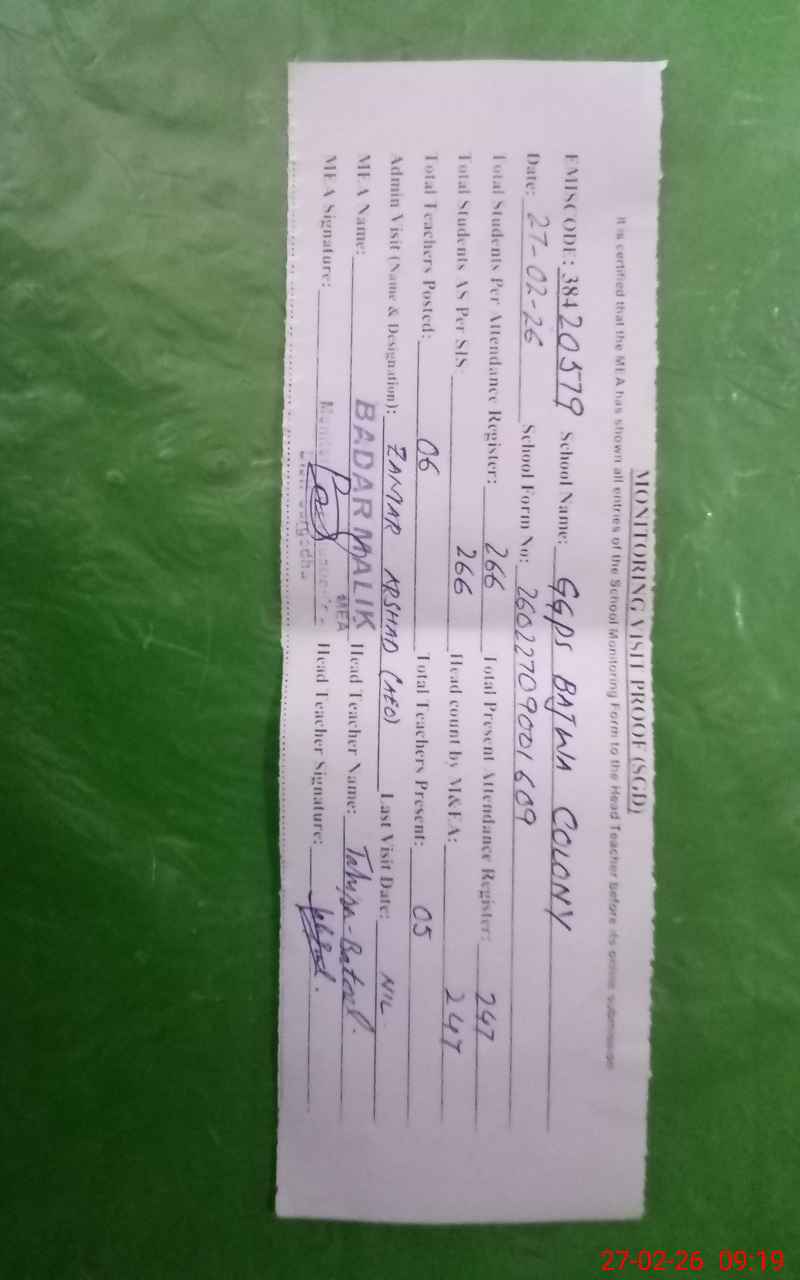 MONITORING VISIT PROOF (SGD)
It is certified that the MEA has shown all entries of the School Monitoring Form to the Head Teacher before its online submission
EMISCODE: 38420579 School Name: GGPS BAJWA COLONY
Date: 27-02-26 School Form No: 26022709001609
Total Students Per Attendance Register: 266 Total Present Attendance Register: 247
Total Students AS Per SIS: 266 Head count by M&EA: 247
Total Teachers Posted: 06 Total Teachers Present: 05
Admin Visit (Name & Designation): ARSHAD (AEO) Last Visit Date: NIL
MEA Name: BADAR MALIK MEA Head Teacher Name:
MEA Signature: Head Teacher Signature:
27-02-26 09:19